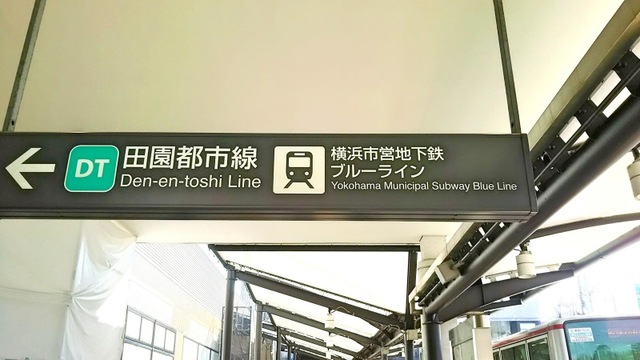 DT
田園都市線
Den-en-toshi Line
横浜市営地下鉄
ブルーライン
Yokohama Municipal Subway Blue Line